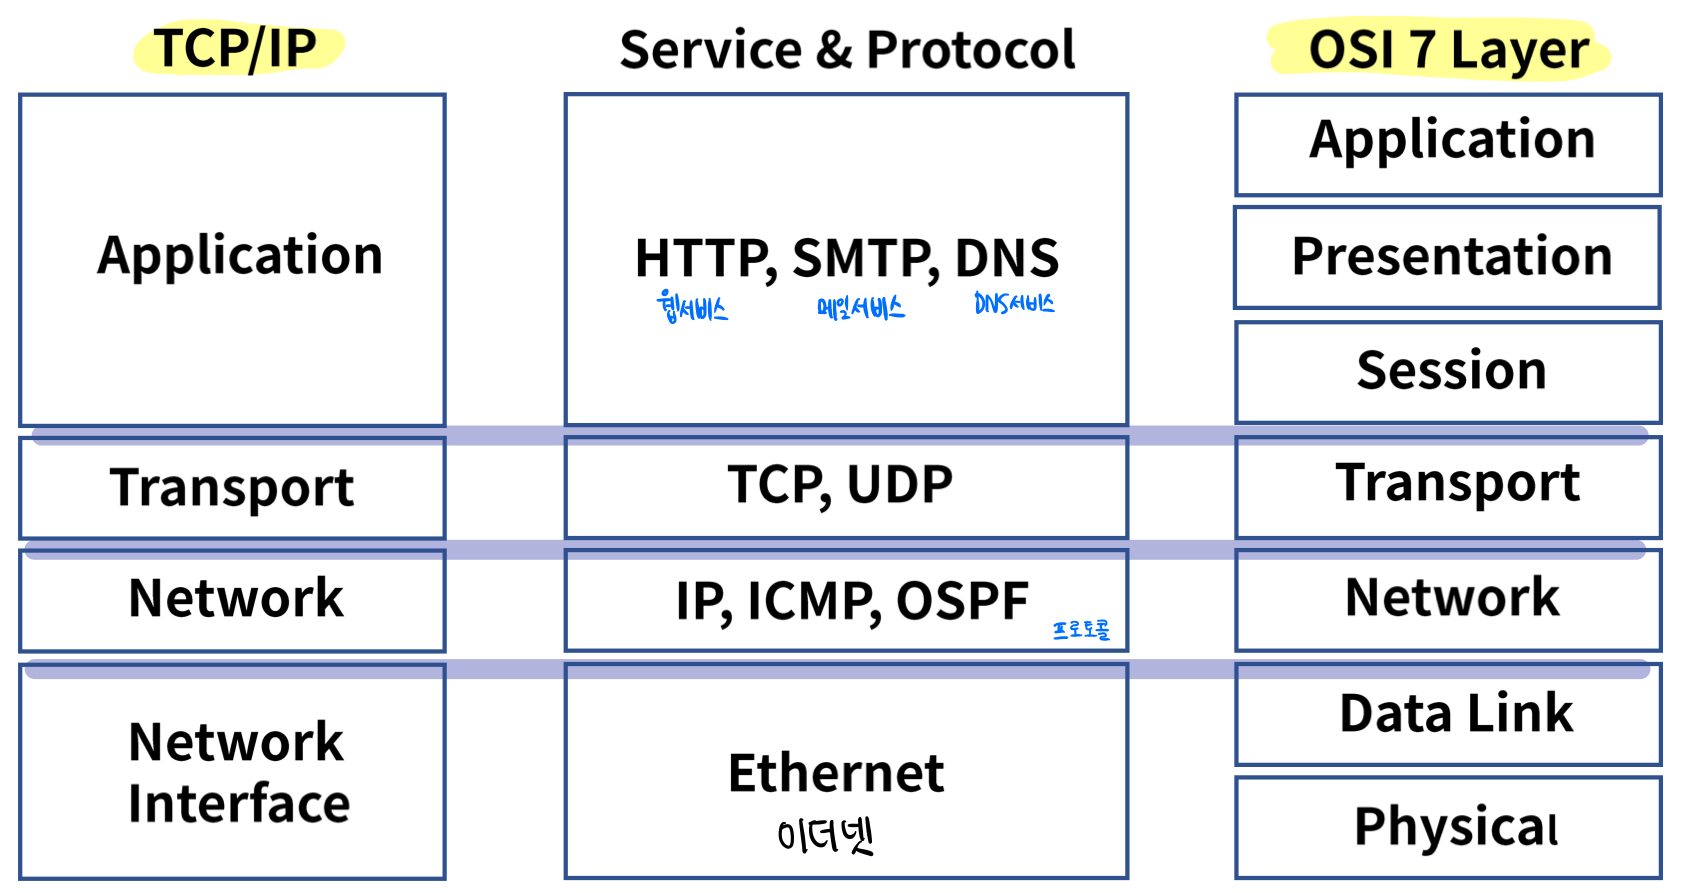 TCP/IP
Service & Protocol
OSI 7 Layer
Application
HTTP, SMTP, DNS
웹서비스
메일서비스
DNS서비스
Application
Presentation
Session
Transport
TCP, UDP
Transport
Network
IP, ICMP, OSPF
프로토콜
Network
Network
Interface
Ethernet
이더넷
Data Link
Physical